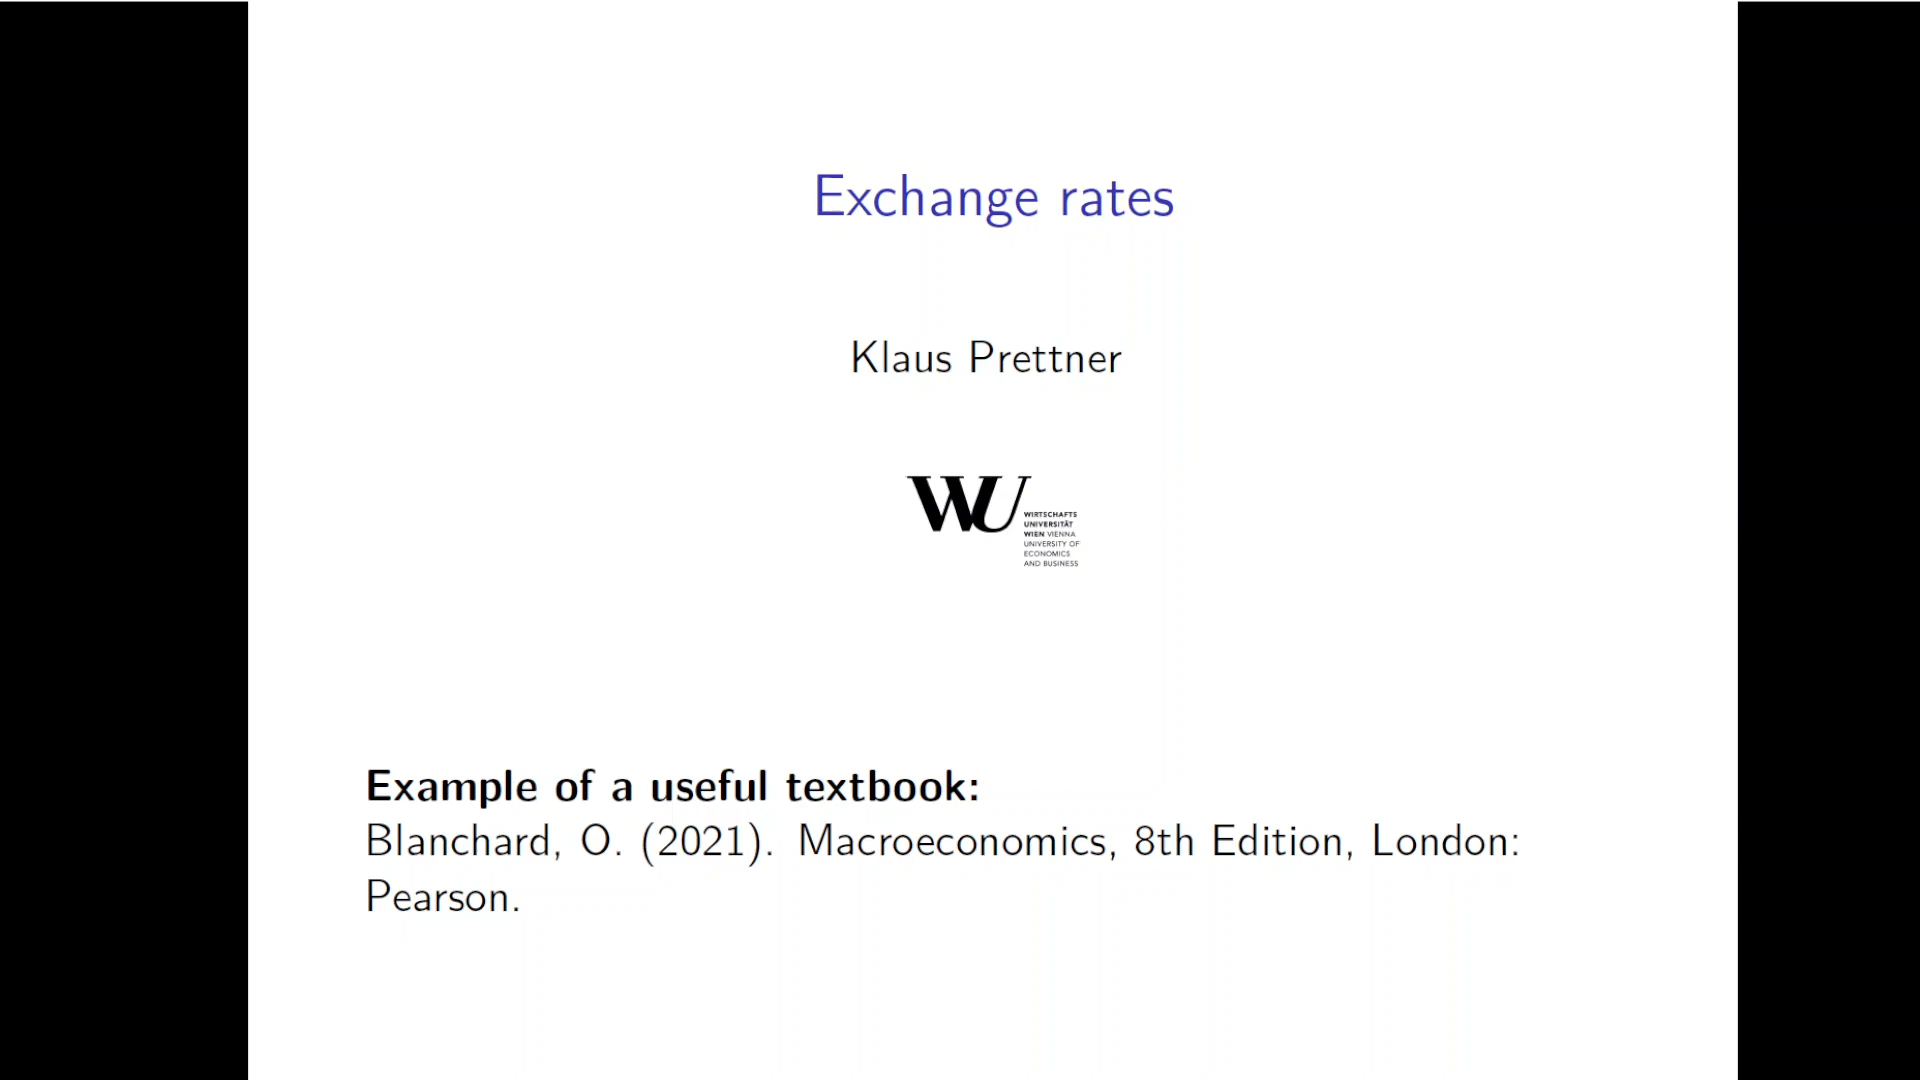 Exchange rates
Klaus Prettner
WU
WIRTSCHAFTS
UNIVERSITÄT
WIEN VIENNA
UNIVERSITY OF
ECONOMICS
AND BUSINESS
Example of a useful textbook:
Blanchard, O. (2021). Macroeconomics, 8th Edition, London:
Pearson.